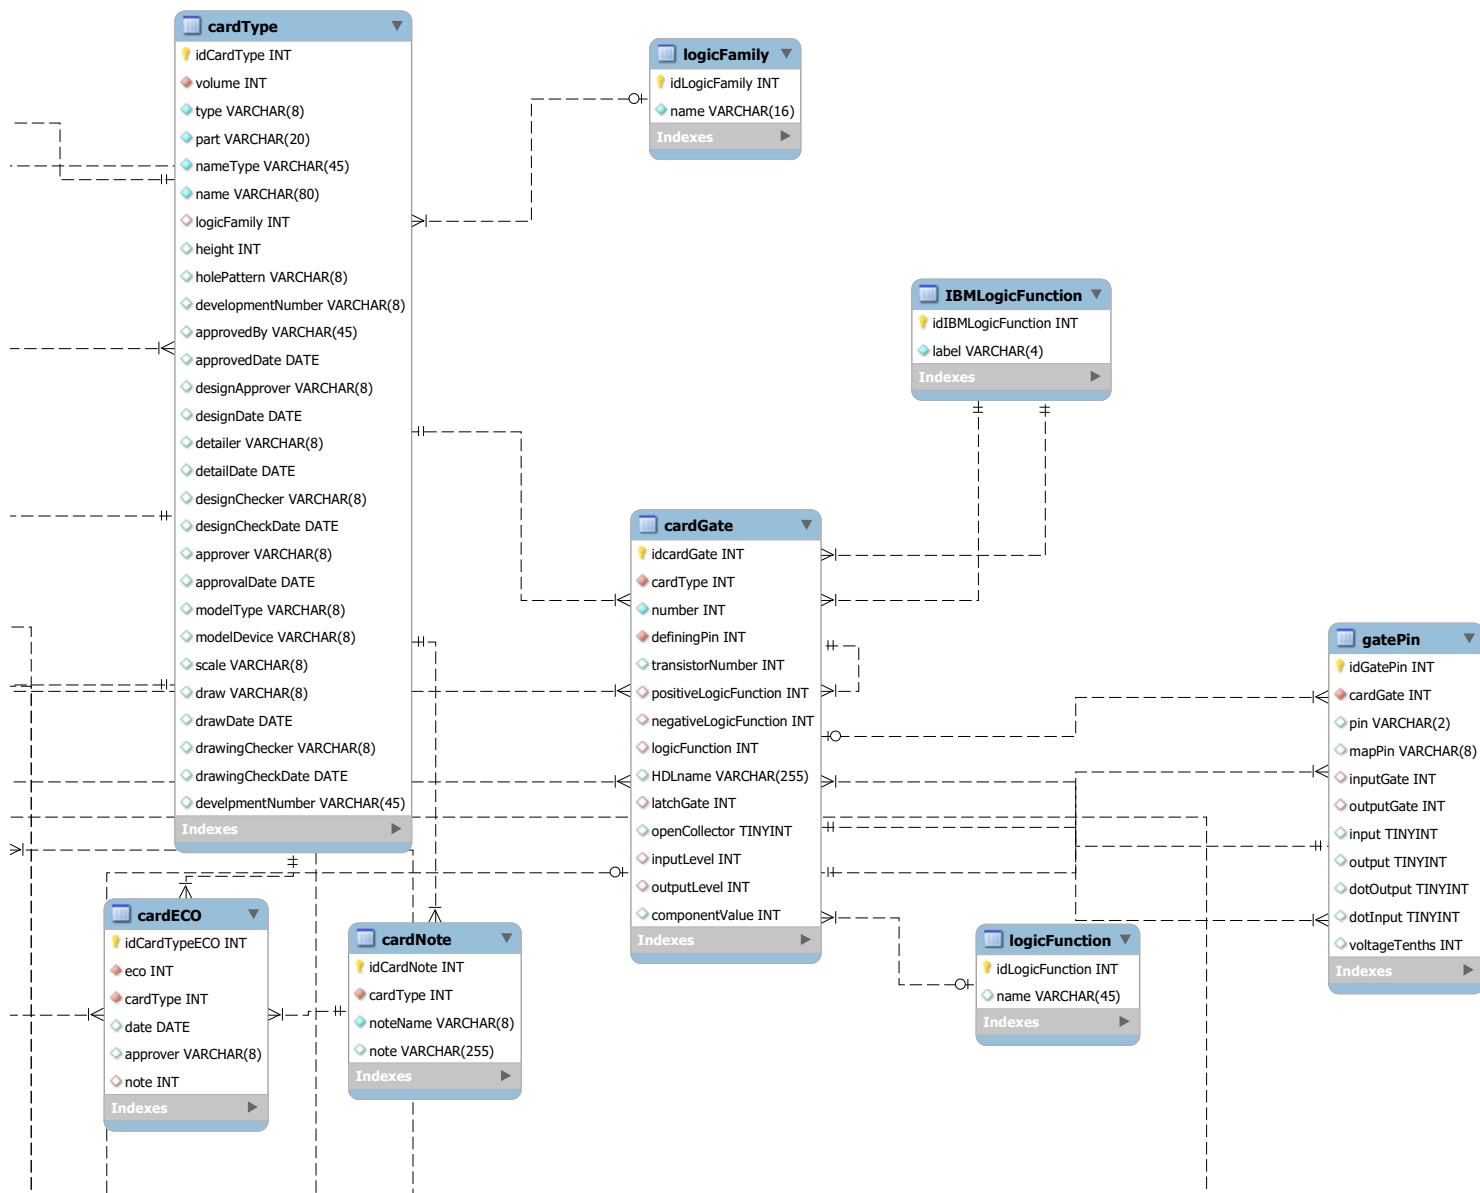 cardType
idCardType INT
volume INT
type VARCHAR(8)
part VARCHAR(20)
nameType VARCHAR(45)
name VARCHAR(80)
logicFamily INT
height INT
holePattern VARCHAR(8)
developmentNumber VARCHAR(8)
approvedBy VARCHAR(45)
approvedDate DATE
designApprover VARCHAR(8)
designDate DATE
detailer VARCHAR(8)
detailDate DATE
designChecker VARCHAR(8)
designCheckDate DATE
approver VARCHAR(8)
approvalDate DATE
modelType VARCHAR(8)
modelDevice VARCHAR(8)
scale VARCHAR(8)
draw VARCHAR(8)
drawDate DATE
drawingChecker VARCHAR(8)
drawingCheckDate DATE
develpmentNumber VARCHAR(45)
Indexes
logicFamily
idLogicFamily INT
name VARCHAR(16)
Indexes
IBMLogicFunction
idIBMLogicFunction INT
label VARCHAR(4)
Indexes
cardGate
idcardGate INT
cardType INT
number INT
definingPin INT
transistorNumber INT
positiveLogicFunction INT
negativeLogicFunction INT
logicFunction INT
HDLname VARCHAR(255)
latchGate INT
openCollector TINYINT
inputLevel INT
outputLevel INT
componentValue INT
Indexes
gatePin
idGatePin INT
cardGate INT
pin VARCHAR(2)
mapPin VARCHAR(8)
inputGate INT
outputGate INT
input TINYINT
output TINYINT
dotOutput TINYINT
dotInput TINYINT
voltageTenths INT
Indexes
cardECO
idCardTypeECO INT
eco INT
cardType INT
date DATE
approver VARCHAR(8)
note INT
Indexes
cardNote
idCardNote INT
cardType INT
noteName VARCHAR(8)
note VARCHAR(255)
Indexes
logicFunction
idLogicFunction INT
name VARCHAR(45)
Indexes